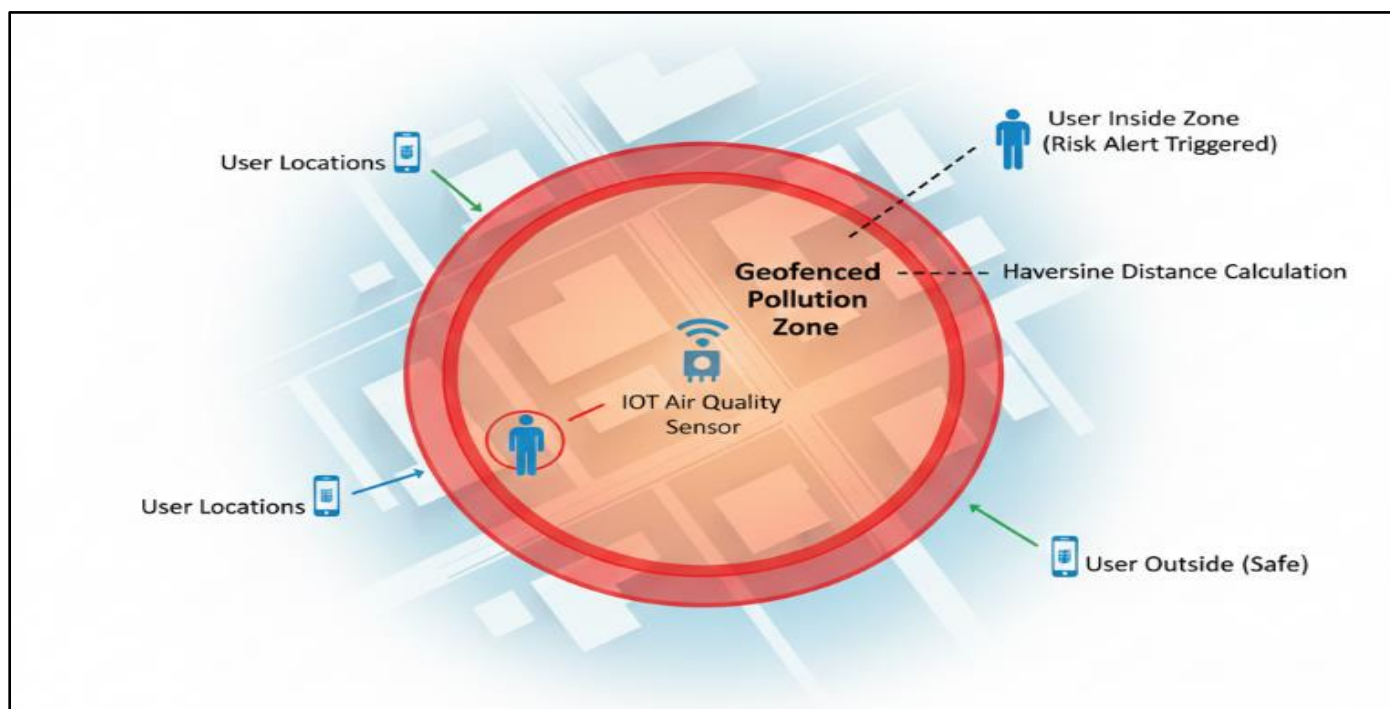 User Inside Zone
(Risk Alert Triggered)
User Locations
Geofenced
Pollution
Zone
Haversine Distance Calculation
IOT Air Quality
Sensor
User Locations
User Outside (Safe)